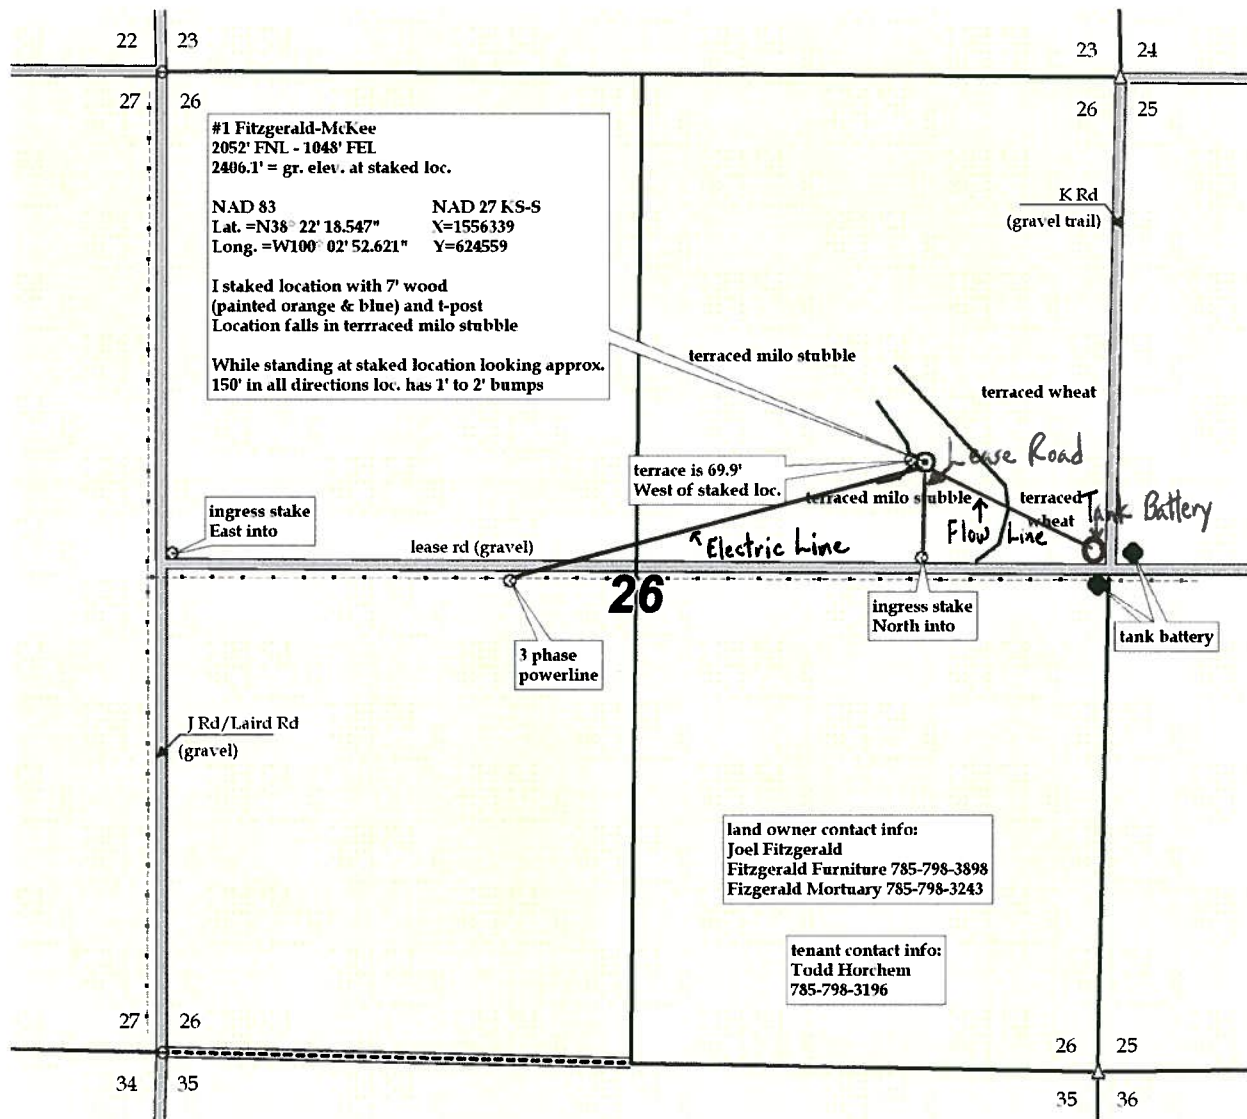 22 23
23 24
27 26
26 25
#1 Fitzgerald-McKee
2052' FNL - 1048' FEL
2406.1' = gr. elev. at staked loc.
NAD 83 NAD 27 KS-S
Lat. =N38° 22' 18.547" X=1556339
Long. =W100° 02' 52.621" Y=624559
I staked location with 7' wood
(painted orange & blue) and t-post
Location falls in terrraced milo stubble
While standing at staked location looking approx.
150' in all directions loc. has 1' to 2' bumps
K Rd
(gravel trail)
terraced milo stubble
terraced wheat
Lease Road
terrace is 69.9'
West of staked loc.
terraced milo stubble
terraced
wheat
Tank Battery
Flow Line
Electric Line
ingress stake
East into
lease rd (gravel)
26
ingress stake
North into
tank battery
3 phase
powerline
J Rd/Laird Rd
(gravel)
land owner contact info:
Joel Fitzgerald
Fitzgerald Furniture 785-798-3898
Fizgerald Mortuary 785-798-3243
tenant contact info:
Todd Horchem
785-798-3196
27 26
26 25
34 35
35 36